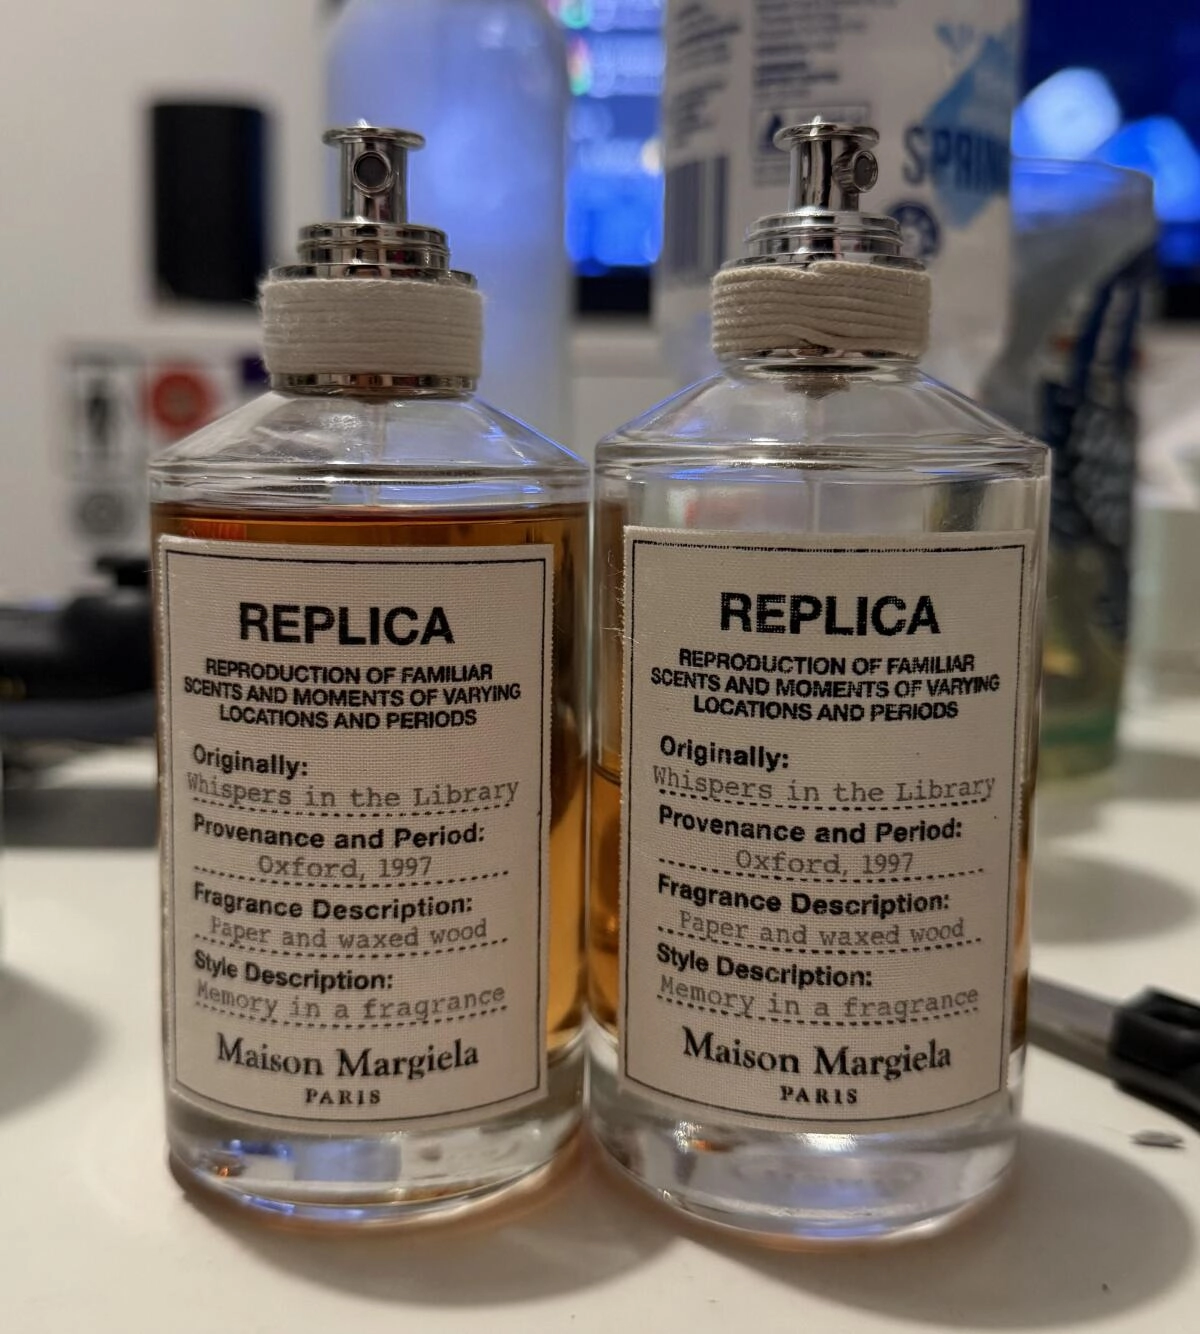 SPRIN
REPLICA
REPRODUCTION OF FAMILIAR
SCENTS AND MOMENTS OF VARYING
LOCATIONS AND PERIODS
Originally:
Whispers in the Library
Provenance and Period:
Oxford, 1997
Fragrance Description:
Paper and waxed wood
Style Description:
Memory in a fragrance
Maison Margiela
PARIS
REPLICA
REPRODUCTION OF FAMILIAR
SCENTS AND MOMENTS OF VARYING
LOCATIONS AND PERIODS
Originally:
Whispers in the Library
Provenance and Period:
Oxford, 1997
Fragrance Description:
Paper and waxed wood
Style Description:
Memory in a fragrance
Maison Margiela
PARIS